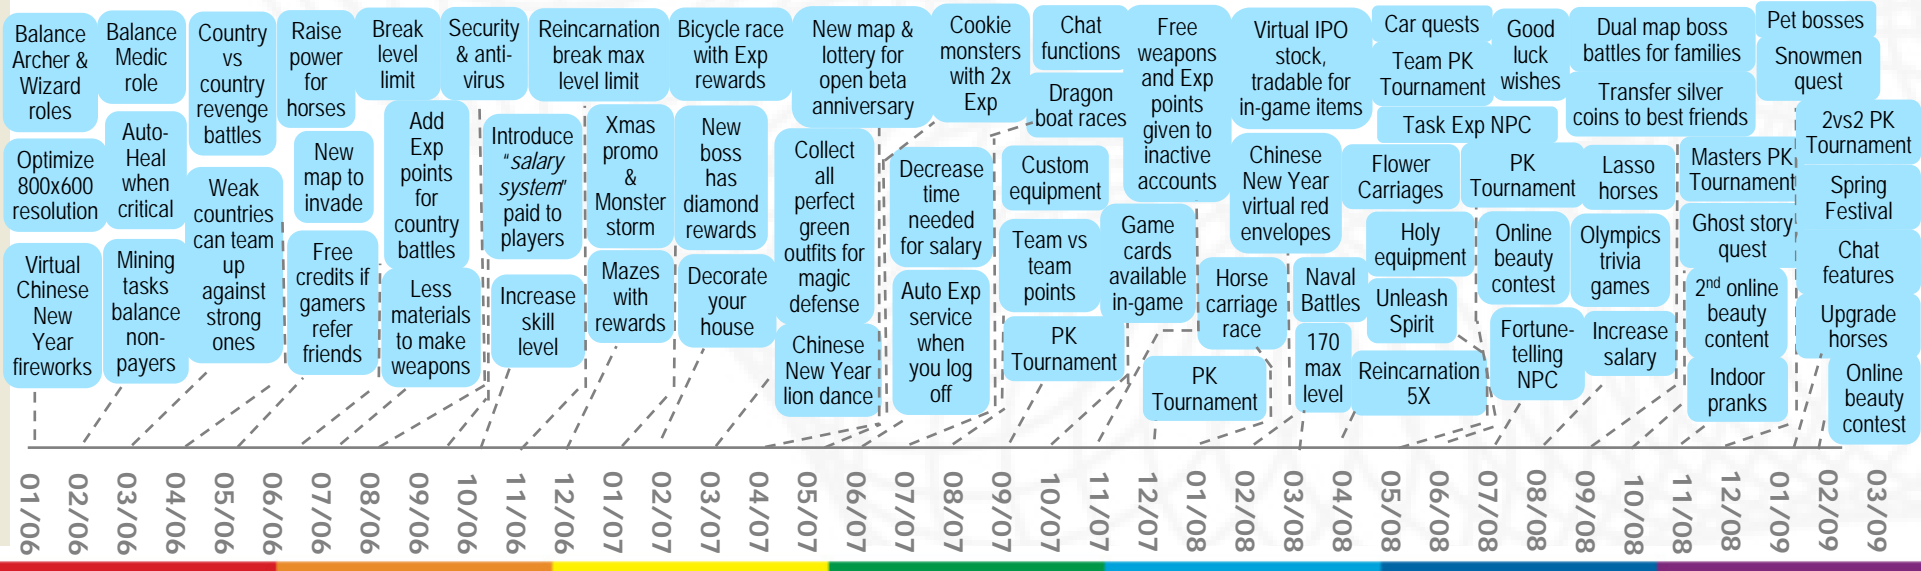 Balance
Archer &
Wizard
roles
Optimize
800x600
resolution
Virtual
Chinese
New
Year
fireworks
Balance
Medic
role
Auto-
Heal
when
critical
Mining
tasks
balance
non-
payers
Country
vs
country
revenge
battles
Weak
countries
can team
up
against
strong
ones
Raise
power
for
horses
New
map to
invade
Free
credits if
gamers
refer
friends
Break
level
limit
Add
Exp
points
for
country
battles
Less
materials
to make
weapons
Security
& anti-
virus
Introduce
"salary
system"
paid to
players
Increase
skill
level
Reincarnation
break max
level limit
Xmas
promo
&
Monster
storm
Mazes
with
rewards
Bicycle race
with Exp
rewards
New
boss
has
diamond
rewards
Decorate
your
house
New map &
lottery for
open beta
anniversary
Collect
all
perfect
green
outfits for
magic
defense
Chinese
New Year
lion dance
Cookie
monsters
with 2x
Exp
Decrease
time
needed
for salary
Auto Exp
service
when
you log
off
Chat
functions
Dragon
boat races
Custom
equipment
Team vs
team
points
PK
Tournament
Free
weapons
and Exp
points
given to
inactive
accounts
Game
cards
available
in-game
PK
Tournament
Virtual IPO
stock,
tradable for
in-game items
Chinese
New Year
virtual red
envelopes
Horse
carriage
race
Naval
Battles
170
max
level
Car quests
Team PK
Tournament
Task Exp NPC
Flower
Carriages
Holy
equipment
Unleash
Spirit
Reincarnation
5X
Good
luck
wishes
PK
Tournament
Online
beauty
contest
Fortune-
telling
NPC
Dual map boss
battles for families
Transfer silver
coins to best friends
Lasso
horses
Olympics
trivia
games
Increase
salary
Masters PK
Tournament
Ghost story
quest
2nd online
beauty
content
Indoor
pranks
Pet bosses
Snowmen
quest
2vs2 PK
Tournament
Spring
Festival
Chat
features
Upgrade
horses
Online
beauty
contest
01/06
02/06
03/06
04/06
05/06
06/06
07/06
08/06
09/06
10/06
11/06
12/06
01/07
02/07
03/07
05/07
06/07
07/07
08/07
09/07
10/07
11/07
12/07
01/08
02/08
03/08
04/08
05/08
06/08
07/08
08/08
09/08
10/08
11/08
12/08
01/09
02/09
03/09